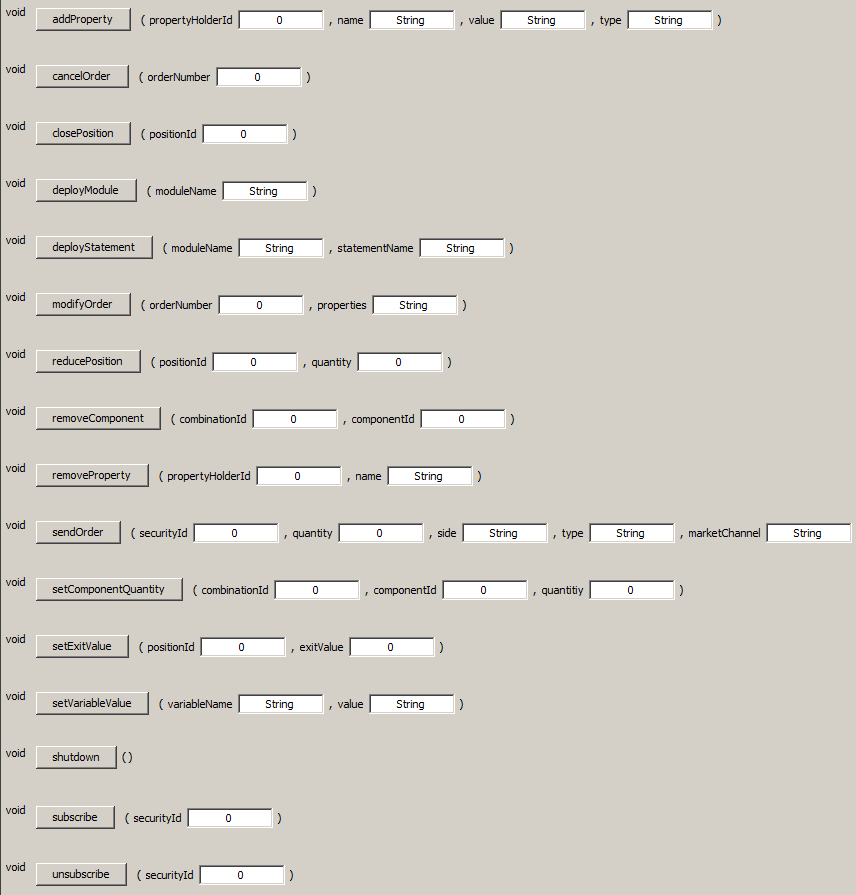 void addProperty ( propertyHolderId 0 , name String , value String , type String )
void cancelOrder ( orderNumber 0 )
void closePosition ( positionId 0 )
void deployModule ( moduleName String )
void deployStatement ( moduleName String , statementName String )
void modifyOrder ( orderNumber 0 , properties String )
void reducePosition ( positionId 0 , quantity 0 )
void removeComponent ( combinationId 0 , componentId 0 )
void removeProperty ( propertyHolderId 0 , name String )
void sendOrder ( securityId 0 , quantity 0 , side String , type String , marketChannel String
void setComponentQuantity ( combinationId 0 , componentId 0 , quantitiy 0 )
void setExitValue ( positionId 0 , exitValue 0 )
void setVariableValue ( variableName String , value String )
void shutdown ()
void subscribe ( securityId 0 )
void unsubscribe ( securityId 0 )